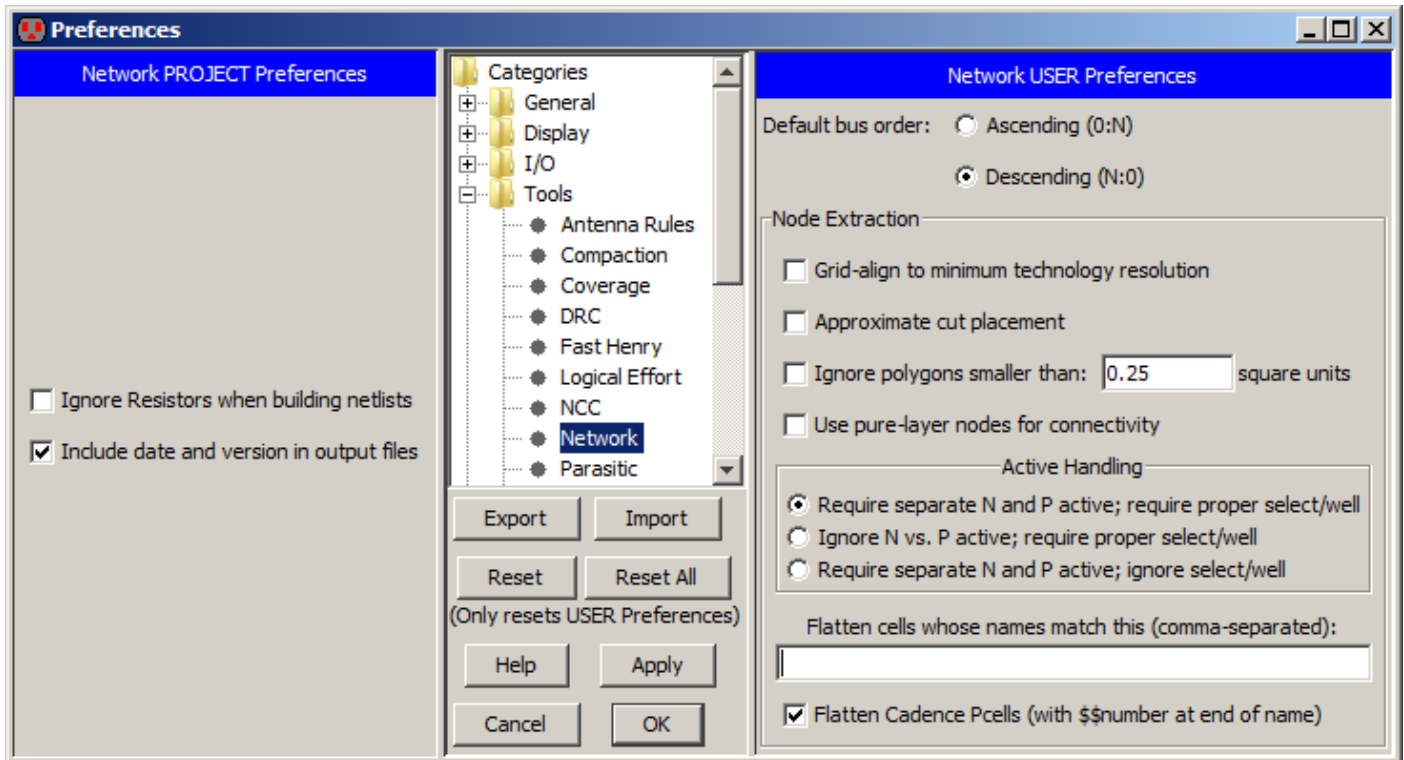 Preferences
Network PROJECT Preferences
Ignore Resistors when building netlists
Include date and version in output files
Categories
General
Display
I/O
Tools
Antenna Rules
Compaction
Coverage
DRC
Fast Henry
Logical Effort
NCC
Network
Parasitic
Export Import
Reset Reset All
(Only resets USER Preferences)
Help Apply
Cancel OK
Network USER Preferences
Default bus order: Ascending (0:N)
Descending (N:0)
Node Extraction
Grid-align to minimum technology resolution
Approximate cut placement
Ignore polygons smaller than: 0.25 square units
Use pure-layer nodes for connectivity
Active Handling
Require separate N and P active; require proper select/well
Ignore N vs. P active; require proper select/well
Require separate N and P active; ignore select/well
Flatten cells whose names match this (comma-separated):
Flatten Cadence Pcells (with $$number at end of name)